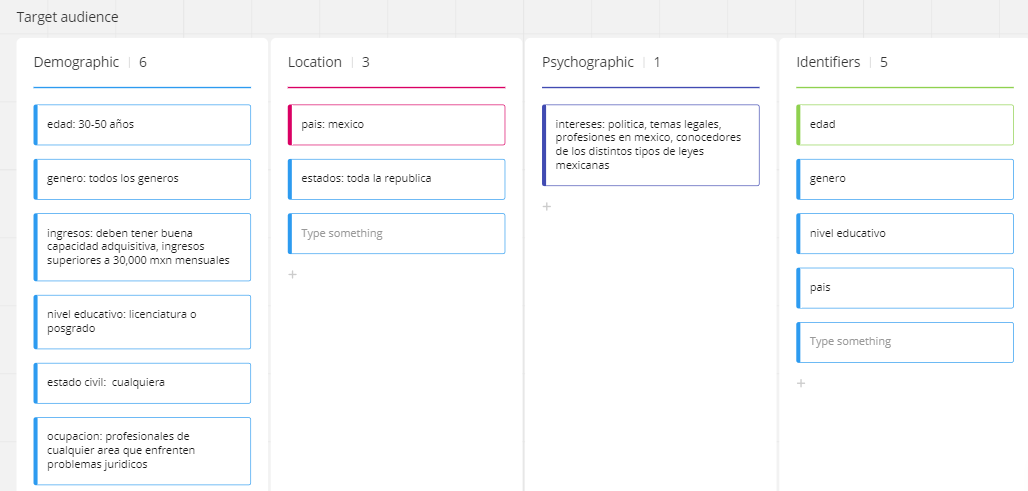 Target audience
Demographic 6
edad: 30-50 años
genero: todos los generos
ingresos: deben tener buena
capacidad adquisitiva, ingresos
superiores a 30,000 mxn mensuales
nivel educativo: licenciatura o
posgrado
estado civil:  cualquiera
ocupacion: profesionales de
cualquier area que enfrenten
problemas juridicos
Location 3
pais: mexico
estados: toda la republica
Type something
+
Psychographic 1
intereses: politica, temas legales,
profesiones en mexico, conocedores
de los distintos tipos de leyes
mexicanas
+
Identifiers 5
edad
genero
nivel educativo
pais
Type something
+